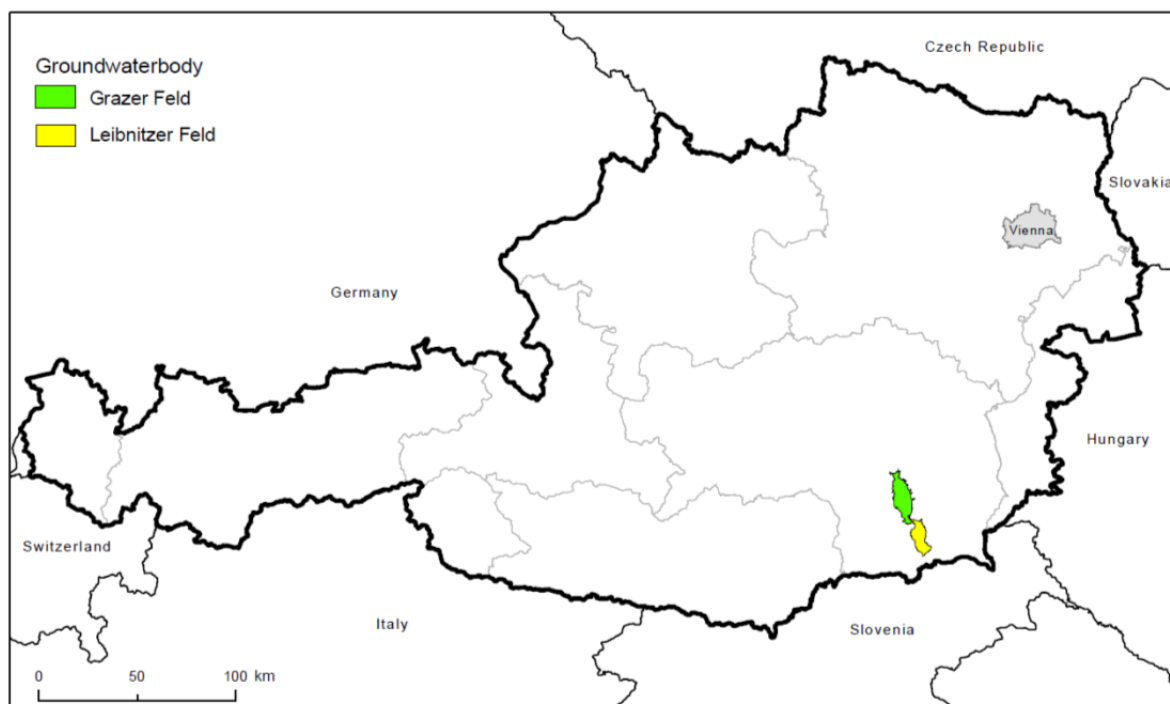 Groundwaterbody
Grazer Feld
Leibnitzer Feld
Czech Republic
Slovakia
Vienna
Germany
Hungary
Switzerland
Italy
Slovenia
0 50 100 km